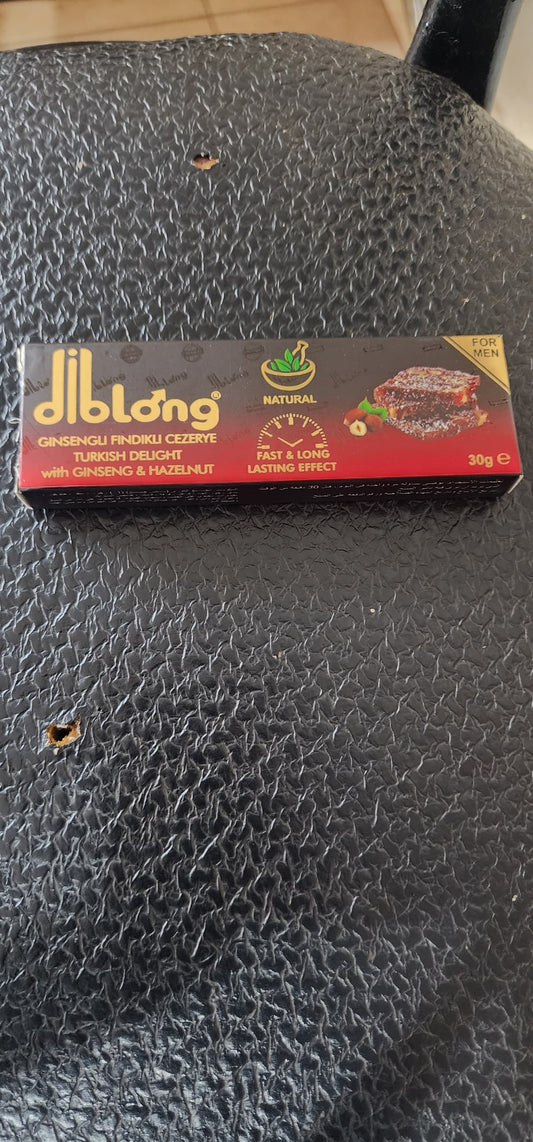 diblong®
GINSENGLI FINDIKLI CEZERYE
TURKISH DELIGHT
with GINSENG & HAZELNUT
NATURAL
FAST & LONG
LASTING EFFECT
FOR
MEN
30g ℮